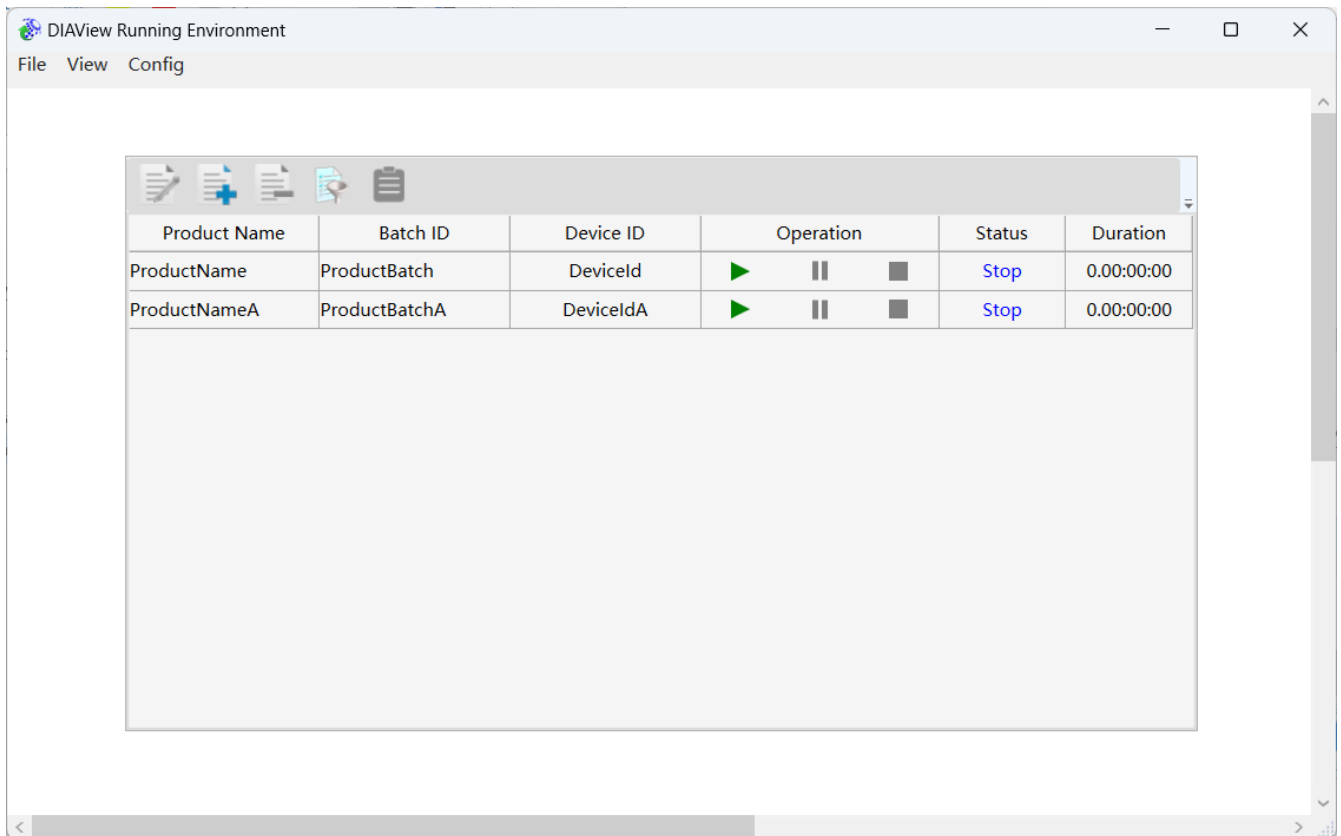 DIAView Running Environment
File View Config
Product Name Batch ID Device ID Operation Status Duration
ProductName ProductBatch DeviceId Stop 0.00:00:00
ProductNameA ProductBatchA DeviceIdA Stop 0.00:00:00